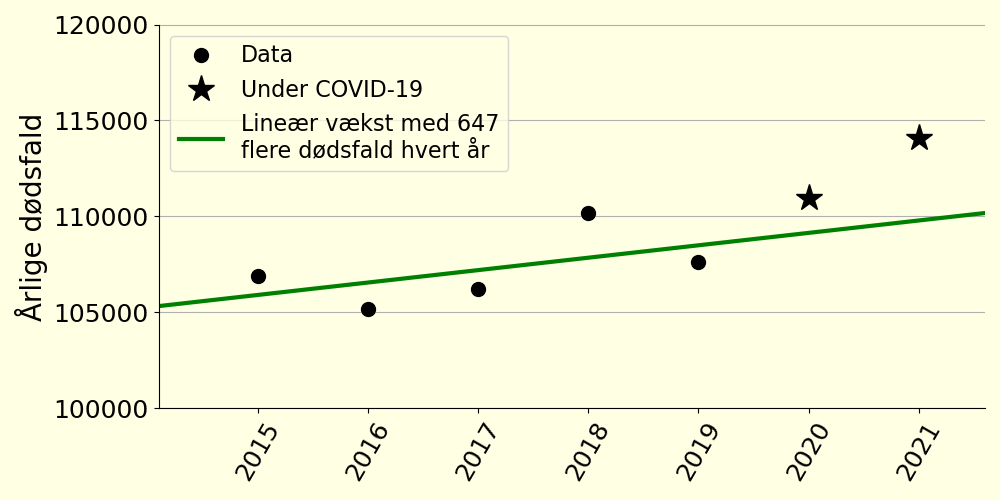 120000
115000
110000
105000
100000
Årlige dødsfald
Data
Under COVID-19
Lineær vækst med 647
flere dødsfald hvert år
2015
2016
2017
2018
2019
2020
2021